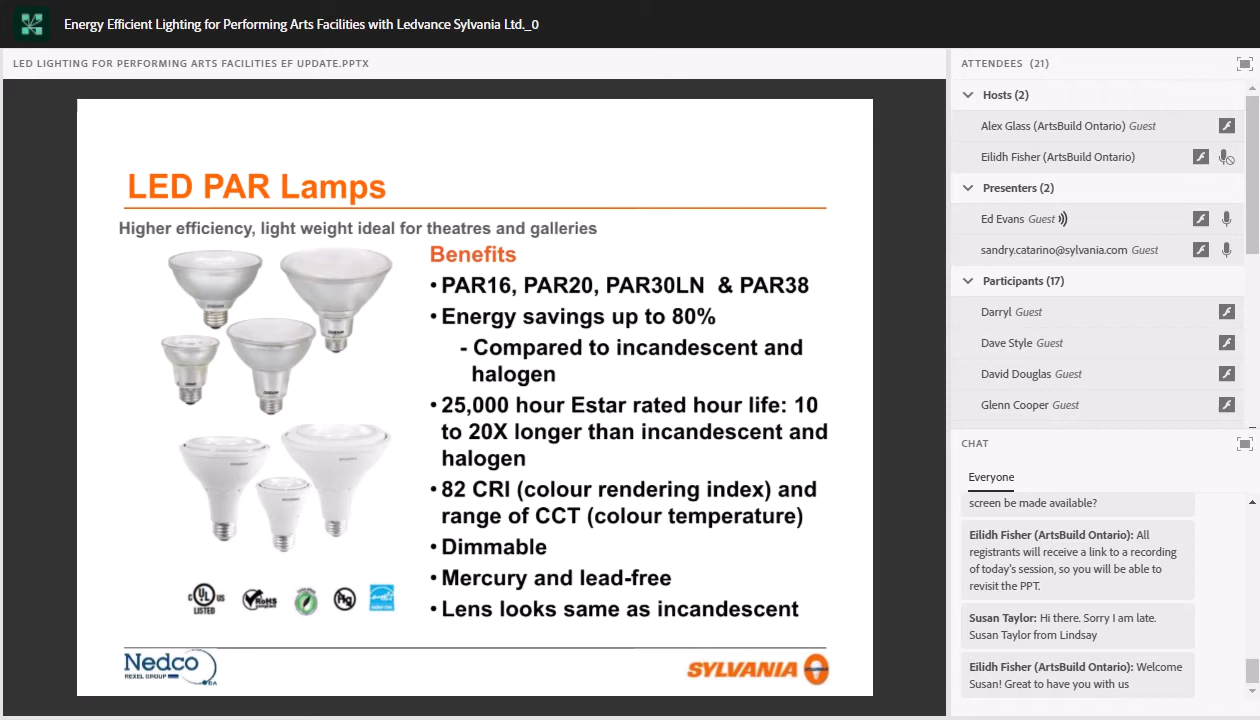 Energy Efficient Lighting for Performing Arts Facilities with Ledvance Sylvania Ltd._0
LED LIGHTING FOR PERFORMING ARTS FACILITIES EF UPDATE.PPTX
LED PAR Lamps
Higher efficiency, light weight ideal for theatres and galleries
Benefits
• PAR16, PAR20, PAR30LN & PAR38
• Energy savings up to 80%
- Compared to incandescent and
halogen
• 25,000 hour Estar rated hour life: 10
to 20X longer than incandescent and
halogen
• 82 CRI (colour rendering index) and
range of CCT (colour temperature)
• Dimmable
• Mercury and lead-free
• Lens looks same as incandescent
C UL US
LISTED
RoHS
Hg
Nedco
REXEL GROUP
SYLVANIA
ATTENDEES (21)
Hosts (2)
Alex Glass (ArtsBuild Ontario) Guest
Eilidh Fisher (ArtsBuild Ontario)
Presenters (2)
Ed Evans Guest
sandry.catarino@sylvania.com Guest
Participants (17)
Darryl Guest
Dave Style Guest
David Douglas Guest
Glenn Cooper Guest
CHAT
Everyone
screen be made available?
Eilidh Fisher (ArtsBuild Ontario): All
registrants will receive a link to a recording
of today's session, so you will be able to
revisit the PPT.
Susan Taylor: Hi there. Sorry I am late.
Susan Taylor from Lindsay
Eilidh Fisher (ArtsBuild Ontario): Welcome
Susan! Great to have you with us